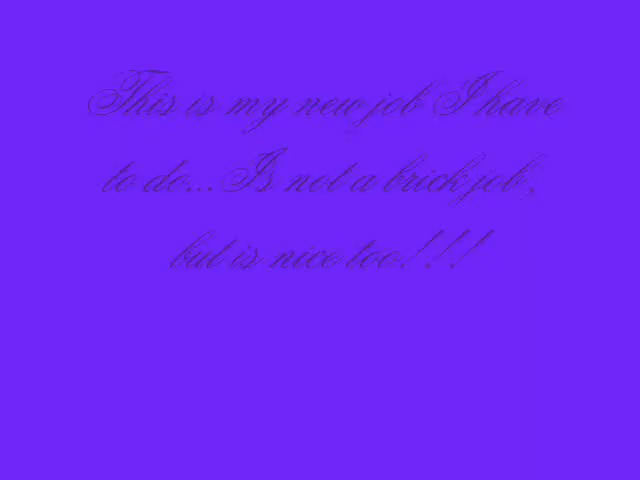 This is my new job I have
to do... Is not a brick job,
but is nice too!!!